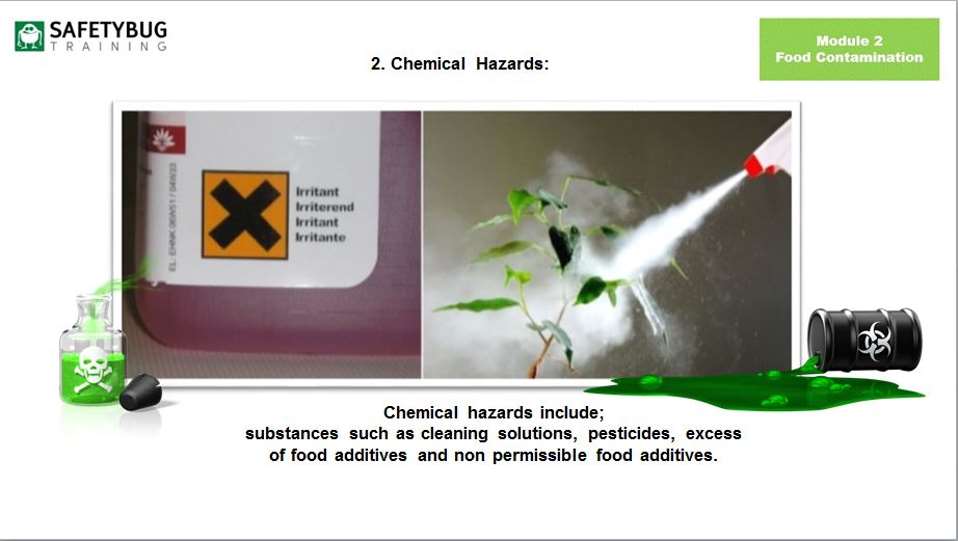 SAFETYBUG
TRAINING
Module 2
Food Contamination
2. Chemical Hazards:
Irritant
Irriterend
Irritant
Irritante
Chemical hazards include;
substances such as cleaning solutions, pesticides, excess
of food additives and non permissible food additives.